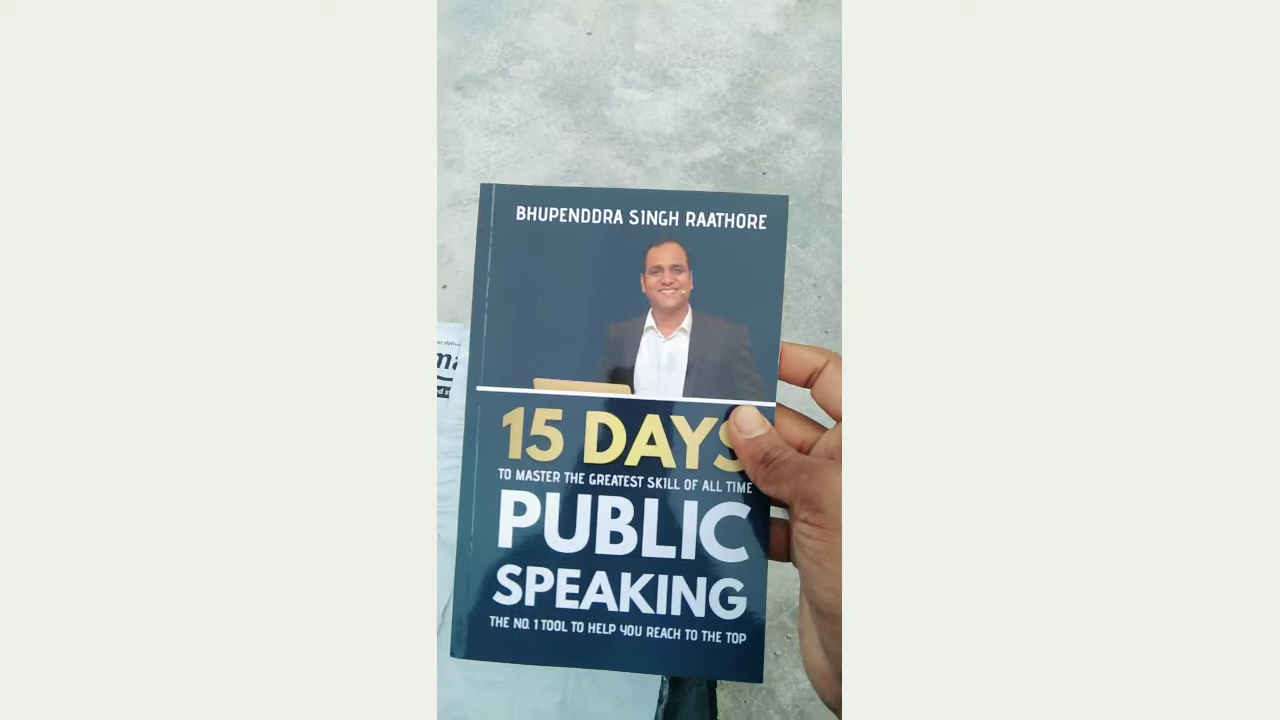 BHUPENDDRA SINGH RAATHORE
15 DAYS
TO MASTER THE GREATEST SKILL OF ALL TIME
PUBLIC
SPEAKING
THE NO. 1 TOOL TO HELP YOU REACH TO THE TOP